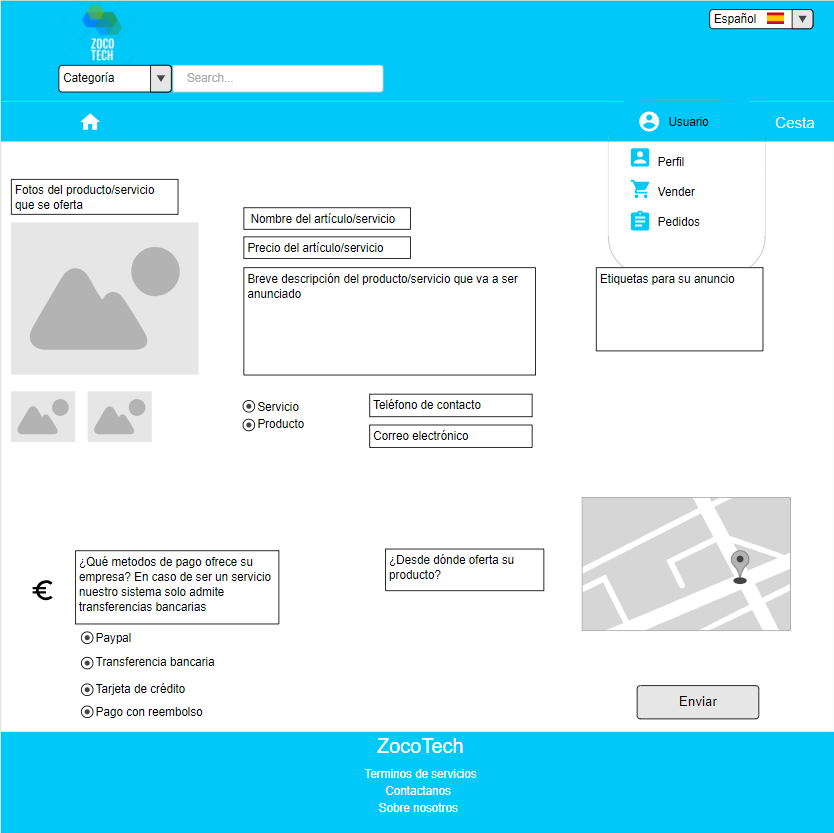 Español
ZOCO
TECH
Categoría
Search...
Usuario
Cesta
Perfil
Vender
Pedidos
Fotos del producto/servicio
que se oferta
Nombre del artículo/servicio
Precio del artículo/servicio
Breve descripción del producto/servicio que va a ser
anunciado
Etiquetas para su anuncio
Servicio
Producto
Teléfono de contacto
Correo electrónico
¿Qué metodos de pago ofrece su
empresa? En caso de ser un servicio
nuestro sistema solo admite
transferencias bancarias
€
¿Desde dónde oferta su
producto?
Paypal
Transferencia bancaria
Tarjeta de crédito
Pago con reembolso
Enviar
ZocoTech
Terminos de servicios
Contactanos
Sobre nosotros